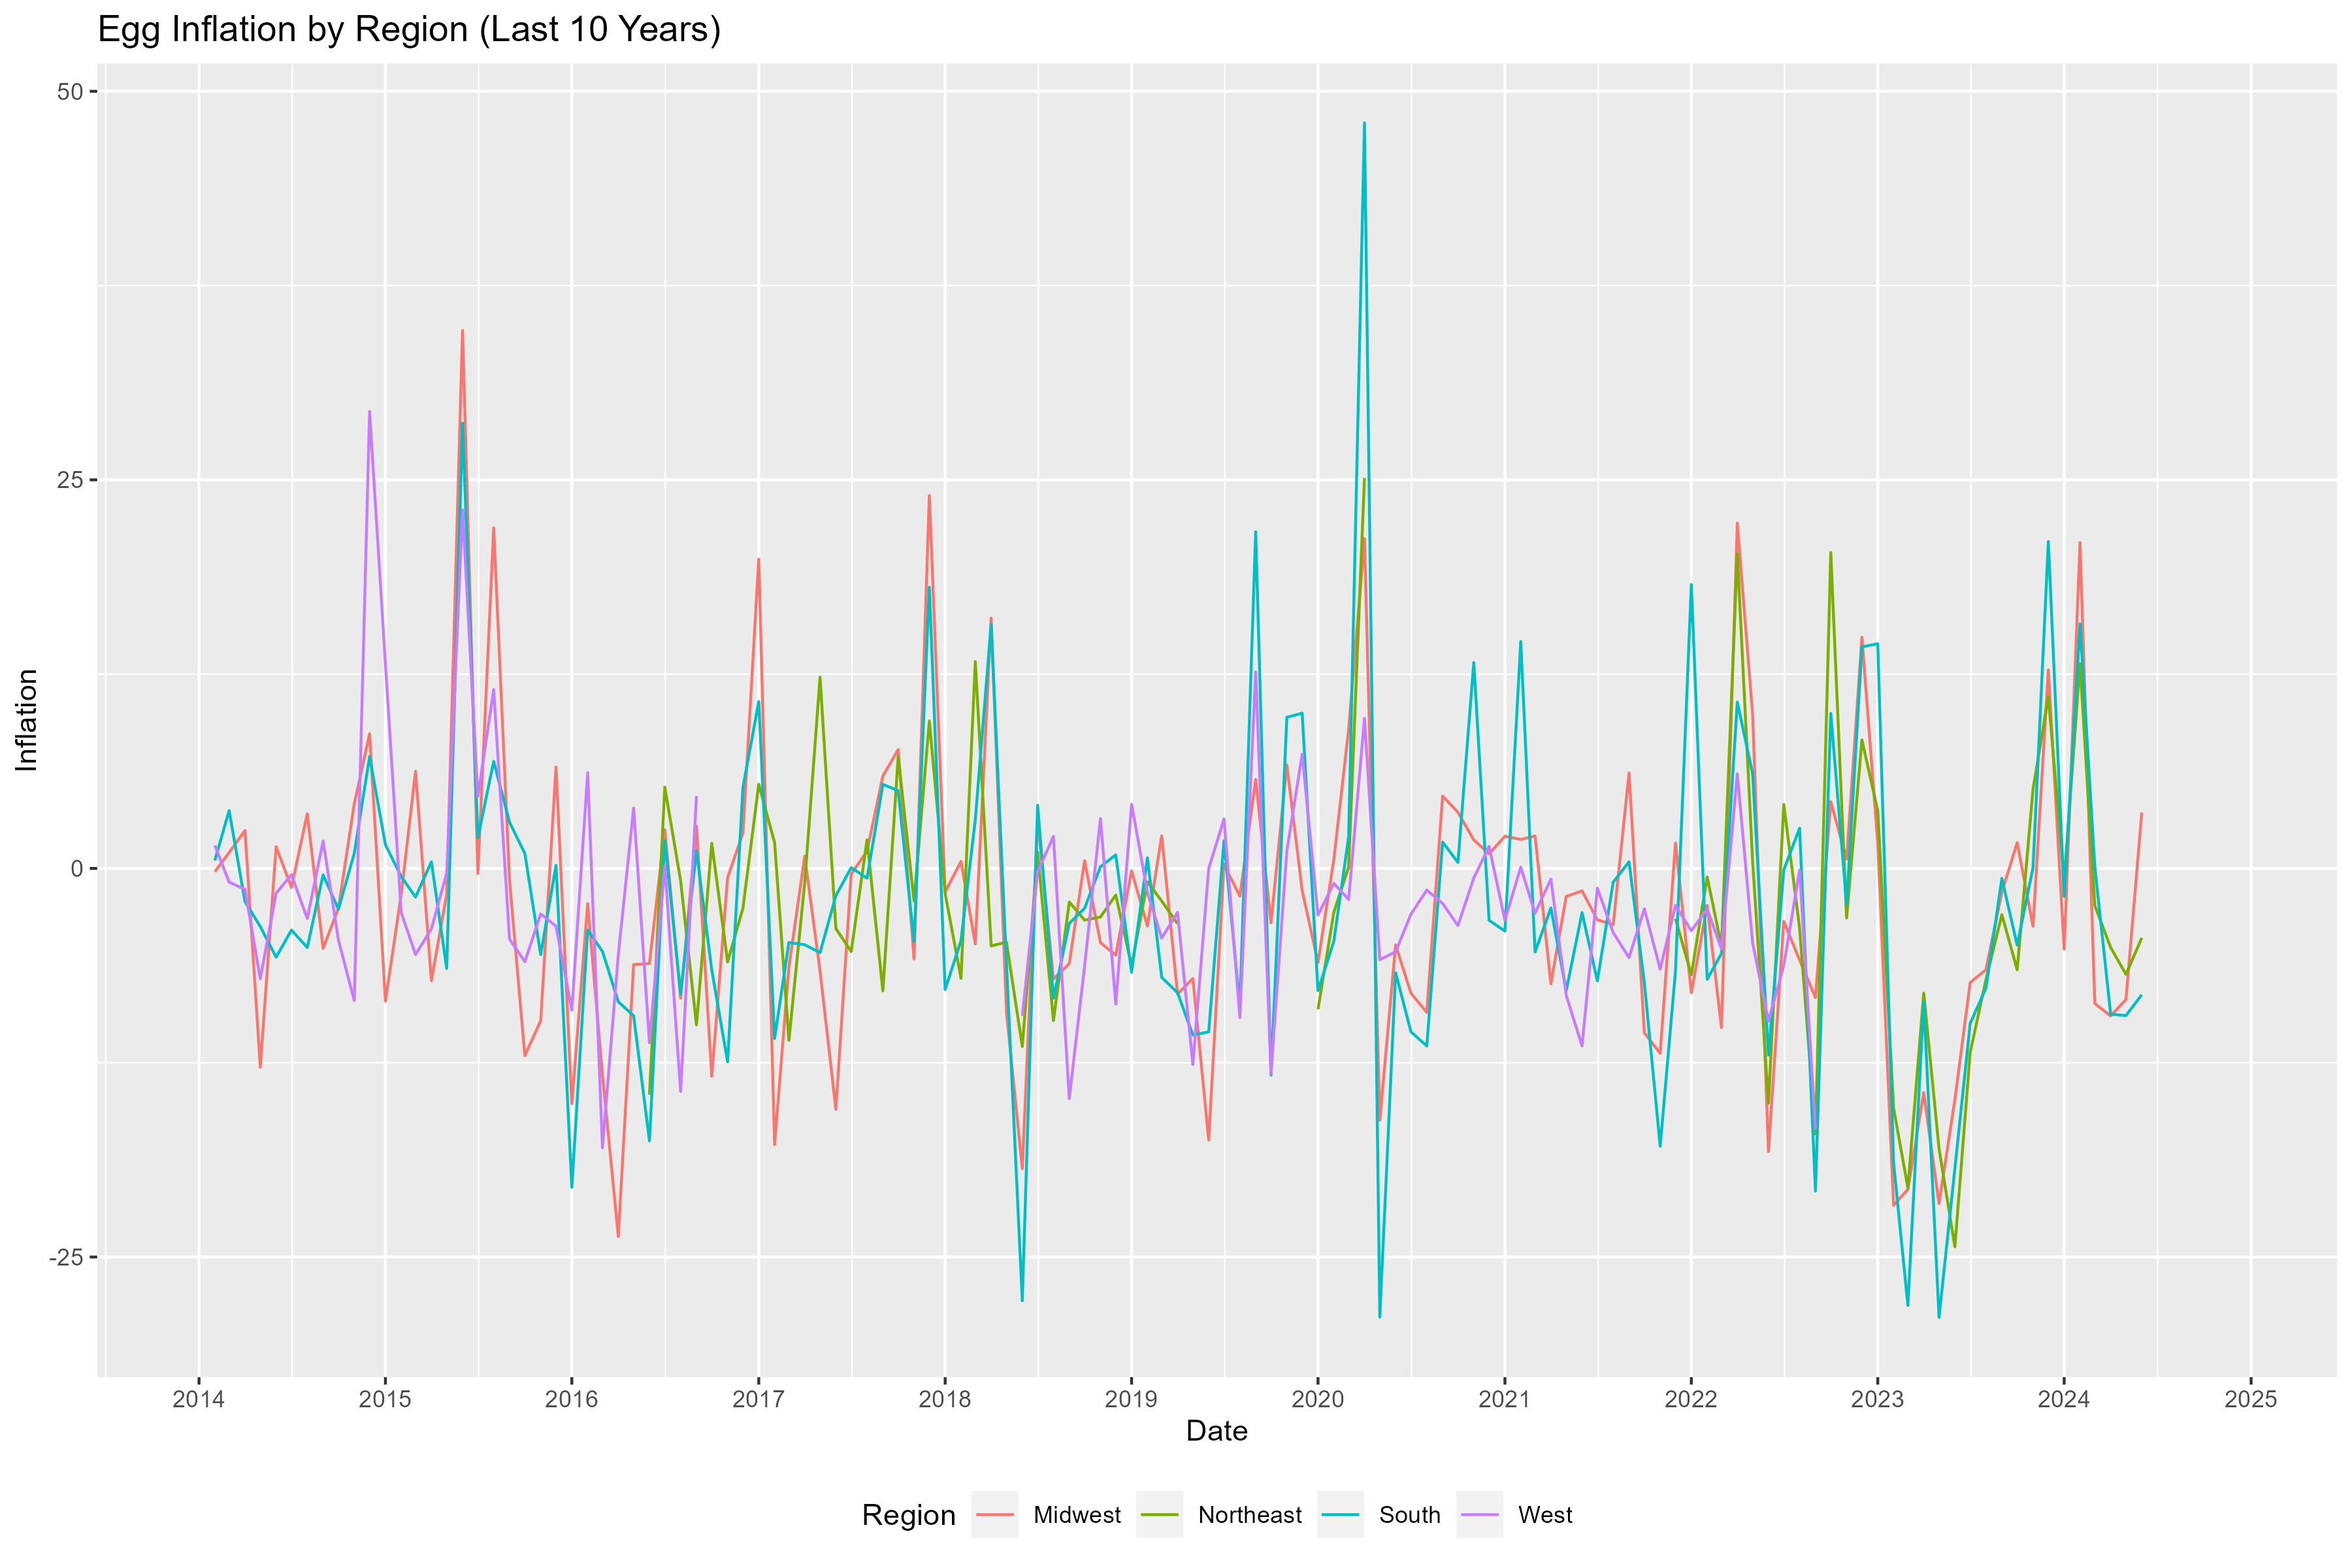 Egg Inflation by Region (Last 10 Years)
50
25
0
-25
Inflation
2014 2015 2016 2017 2018 2019 2020 2021 2022 2023 2024 2025
Date
Region Midwest Northeast South West